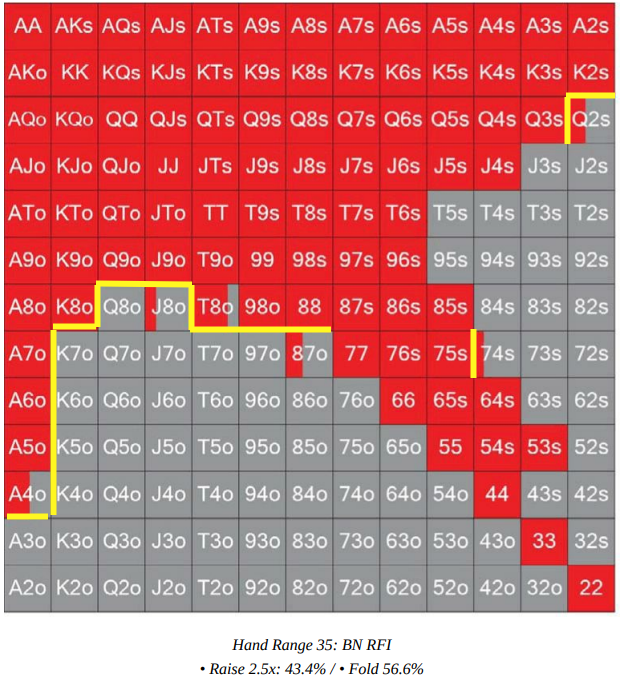 AA AKs AQs AJs ATs A9s A8s A7s A6s A5s A4s A3s A2s
AKo KK KQs KJs KTs K9s K8s K7s K6s K5s K4s K3s K2s
AQo KQo QQ QJs QTs Q9s Q8s Q7s Q6s Q5s Q4s Q3s Q2s
AJo KJo QJo JJ JTs J9s J8s J7s J6s J5s J4s J3s J2s
ATo KTo QTo JTo TT T9s T8s T7s T6s T5s T4s T3s T2s
A9o K9o Q9o J9o T9o 99 98s 97s 96s 95s 94s 93s 92s
A8o K8o Q8o J8o T8o 98o 88 87s 86s 85s 84s 83s 82s
A7o K7o Q7o J7o T7o 97o 87o 77 76s 75s 74s 73s 72s
A6o K6o Q6o J6o T6o 96o 86o 76o 66 65s 64s 63s 62s
A5o K5o Q5o J5o T5o 95o 85o 75o 65o 55 54s 53s 52s
A4o K4o Q4o J4o T4o 94o 84o 74o 64o 54o 44 43s 42s
A3o K3o Q3o J3o T3o 93o 83o 73o 63o 53o 43o 33 32s
A2o K2o Q2o J2o T2o 92o 82o 72o 62o 52o 42o 32o 22
Hand Range 35: BN RFI
• Raise 2.5x: 43.4% / • Fold 56.6%